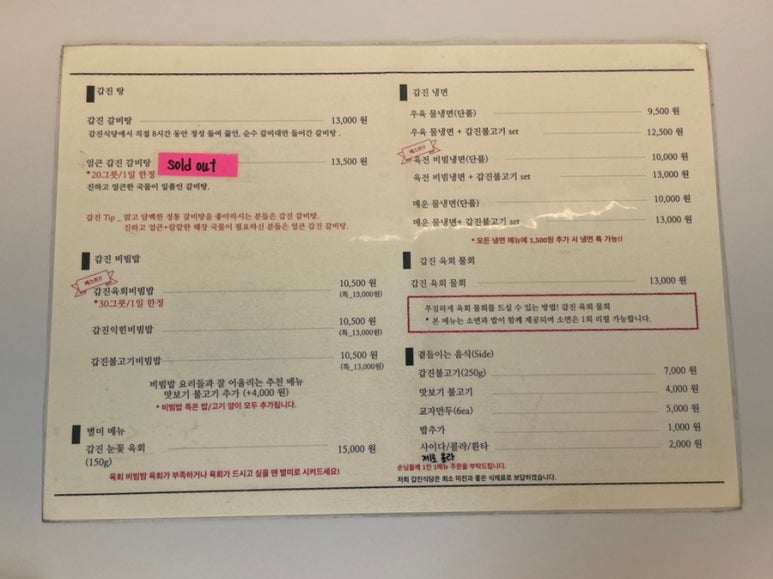 갑진 탕
갑진 갈비탕 13,000 원
갑진식당에서 직접 8시간 동안 정성 들여 끓인, 순수 갈비대만 들어간 갈비탕 .
얼큰 갑진 갈비탕 sold out 13,500 원
*20그릇/1일 한정
진하고 얼큰한 국물이 일품인 갈비탕.
갑진 Tip _ 맑고 담백한 정통 갈비탕을 좋아하시는 분들은 갑진 갈비탕.
진하고 얼큰+칼칼한 해장 국물이 필요하신 분들은 얼큰 갑진 갈비탕.
갑진 비빔밥
베스트!!
갑진육회비빔밥 10,500 원
(특_13,000원)
*30그릇/1일 한정
갑진익힌비빔밥 10,500 원
(특_13,000원)
갑진불고기비빔밥 10,500 원
(특_13,000원)
비빔밥 요리들과 잘 어울리는 추천 메뉴
맛보기 불고기 추가 (+4,000 원)
* 비빔밥 특은 밥/고기 양이 모두 추가됩니다.
별미 메뉴
갑진 눈꽃 육회 15,000 원
(150g)
육회 비빔밥 육회가 부족하거나 육회가 드시고 싶을 땐 별미로 시켜드세요!
갑진 냉면
우육 물냉면(단품) 9,500 원
우육 물냉면 + 갑진불고기 set 12,500 원
베스트!!
육전 비빔냉면(단품) 10,000 원
육전 비빔냉면 + 갑진불고기 set 13,000 원
매운 물냉면(단품) 10,000 원
매운 물냉면+ 갑진불고기 set 13,000 원
* 모든 냉면 메뉴에 1,500원 추가 시 냉면 특 가능!!
갑진 육회 물회
갑진 육회 물회 13,000 원
푸짐하게 육회 물회를 드실 수 있는 방법! 갑진 육회 물회
* 본 메뉴는 소면과 밥이 함께 제공되며 소면은 1회 리필 가능합니다.
곁들이는 음식(Side)
갑진불고기(250g) 7,000 원
맛보기 불고기 4,000 원
교자만두(6ea) 5,000 원
밥추가 1,000 원
사이다/콜라/환타 2,000 원
제로 콜라
손님들께 1인 1메뉴 주문을 부탁드립니다.
저희 갑진식당은 최소 마진과 좋은 식재료로 보답하겠습니다.